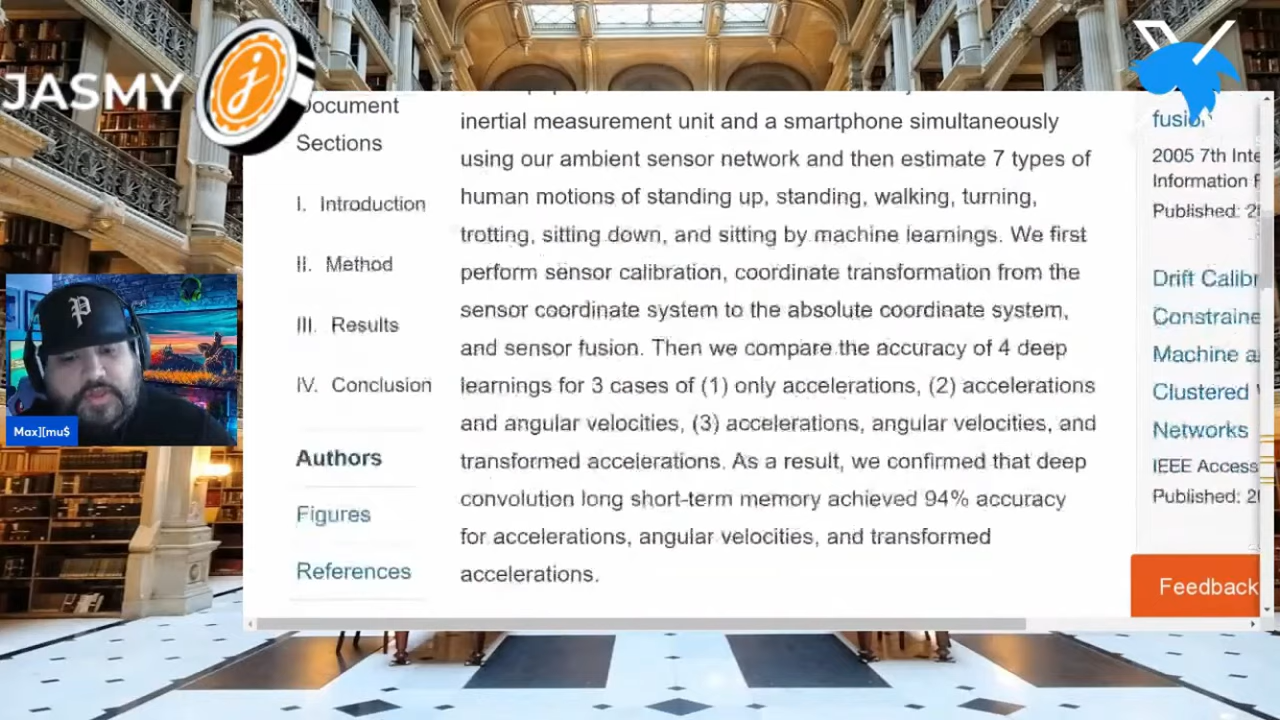 JASMY
Document
Sections
I. Introduction
II. Method
III. Results
IV. Conclusion
Authors
Figures
References
inertial measurement unit and a smartphone simultaneously
using our ambient sensor network and then estimate 7 types of
human motions of standing up, standing, walking, turning,
trotting, sitting down, and sitting by machine learnings. We first
perform sensor calibration, coordinate transformation from the
sensor coordinate system to the absolute coordinate system,
and sensor fusion. Then we compare the accuracy of 4 deep
learnings for 3 cases of (1) only accelerations, (2) accelerations
and angular velocities, (3) accelerations, angular velocities, and
transformed accelerations. As a result, we confirmed that deep
convolution long short-term memory achieved 94% accuracy
for accelerations, angular velocities, and transformed
accelerations.
fusion
2005 7th Inte
Information F
Published: 2
Drift Calibr
Constraine
Machine a
Clustered
Networks
IEEE Access
Published: 2
Feedback
Max][mu$
P